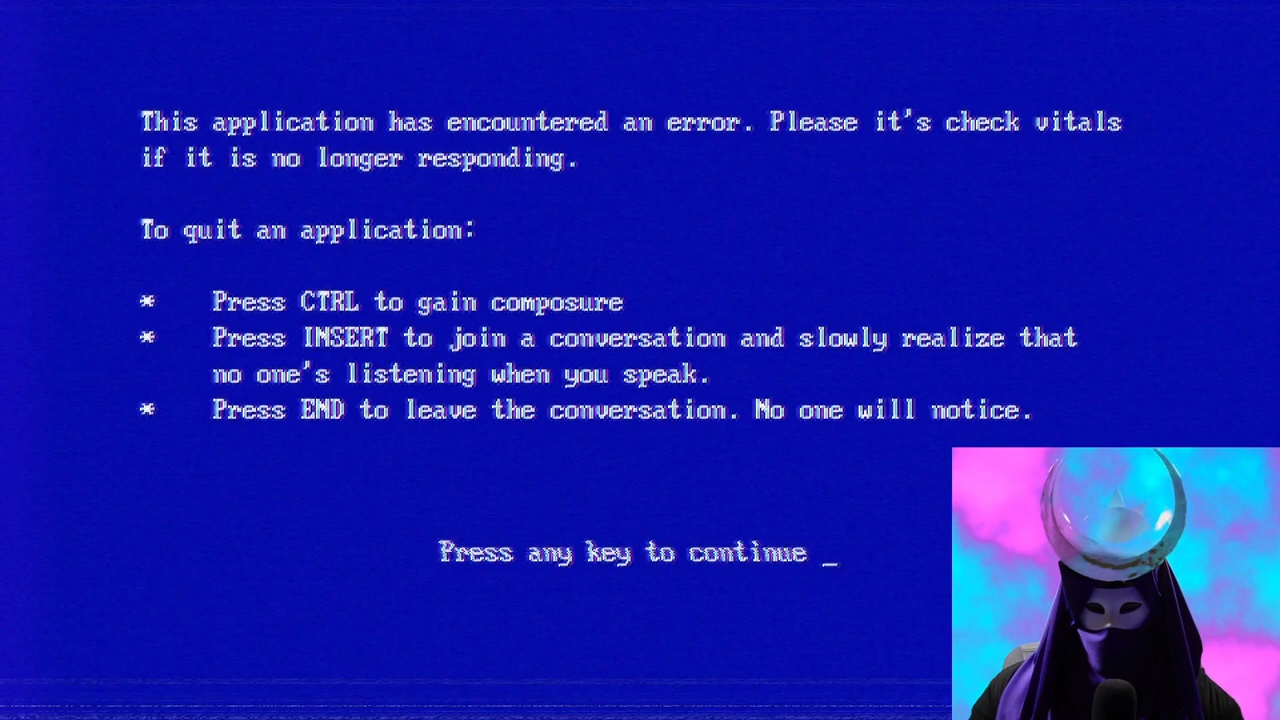 This application has encountered an error. Please it's check vitals
if it is no longer responding.
To quit an application:
* Press CTRL to gain composure
* Press INSERT to join a conversation and slowly realize that
no one's listening when you speak.
* Press END to leave the conversation. No one will notice.
Press any key to continue _